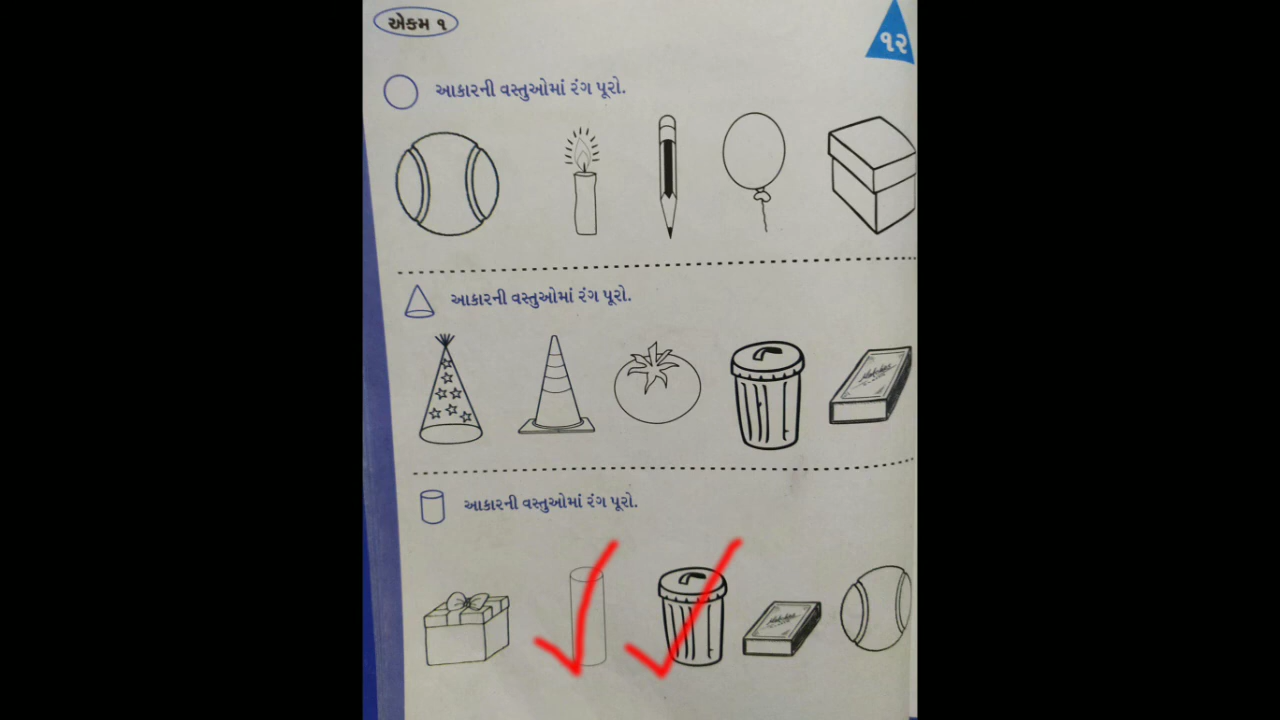 એકમ ૧
૧૨
આકારની વસ્તુઓમાં રંગ પૂરો.
આકારની વસ્તુઓમાં રંગ પૂરો.
આકારની વસ્તુઓમાં રંગ પૂરો.